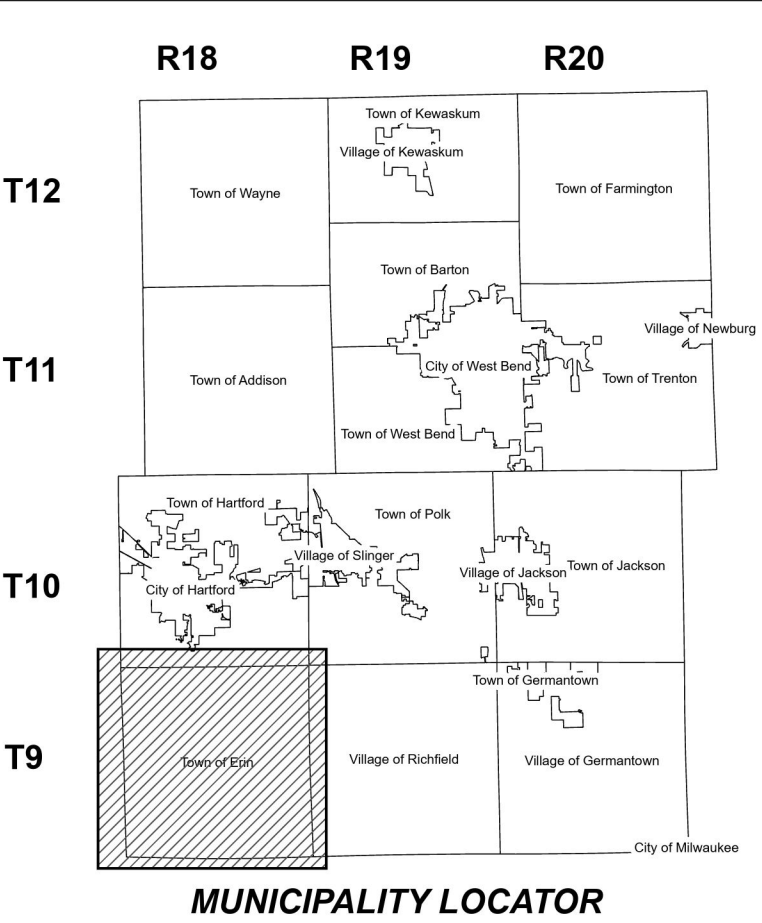 R18 R19 R20
Town of Kewaskum
Village of Kewaskum
T12
Town of Wayne
Town of Farmington
Town of Barton
Village of Newburg
T11
City of West Bend
Town of Addison
Town of Trenton
Town of West Bend
Town of Hartford
Town of Polk
Village of Slinger
T10
City of Hartford
Village of Jackson
Town of Jackson
Town of Germantown
T9
Town of Erin
Village of Richfield
Village of Germantown
City of Milwaukee
MUNICIPALITY LOCATOR